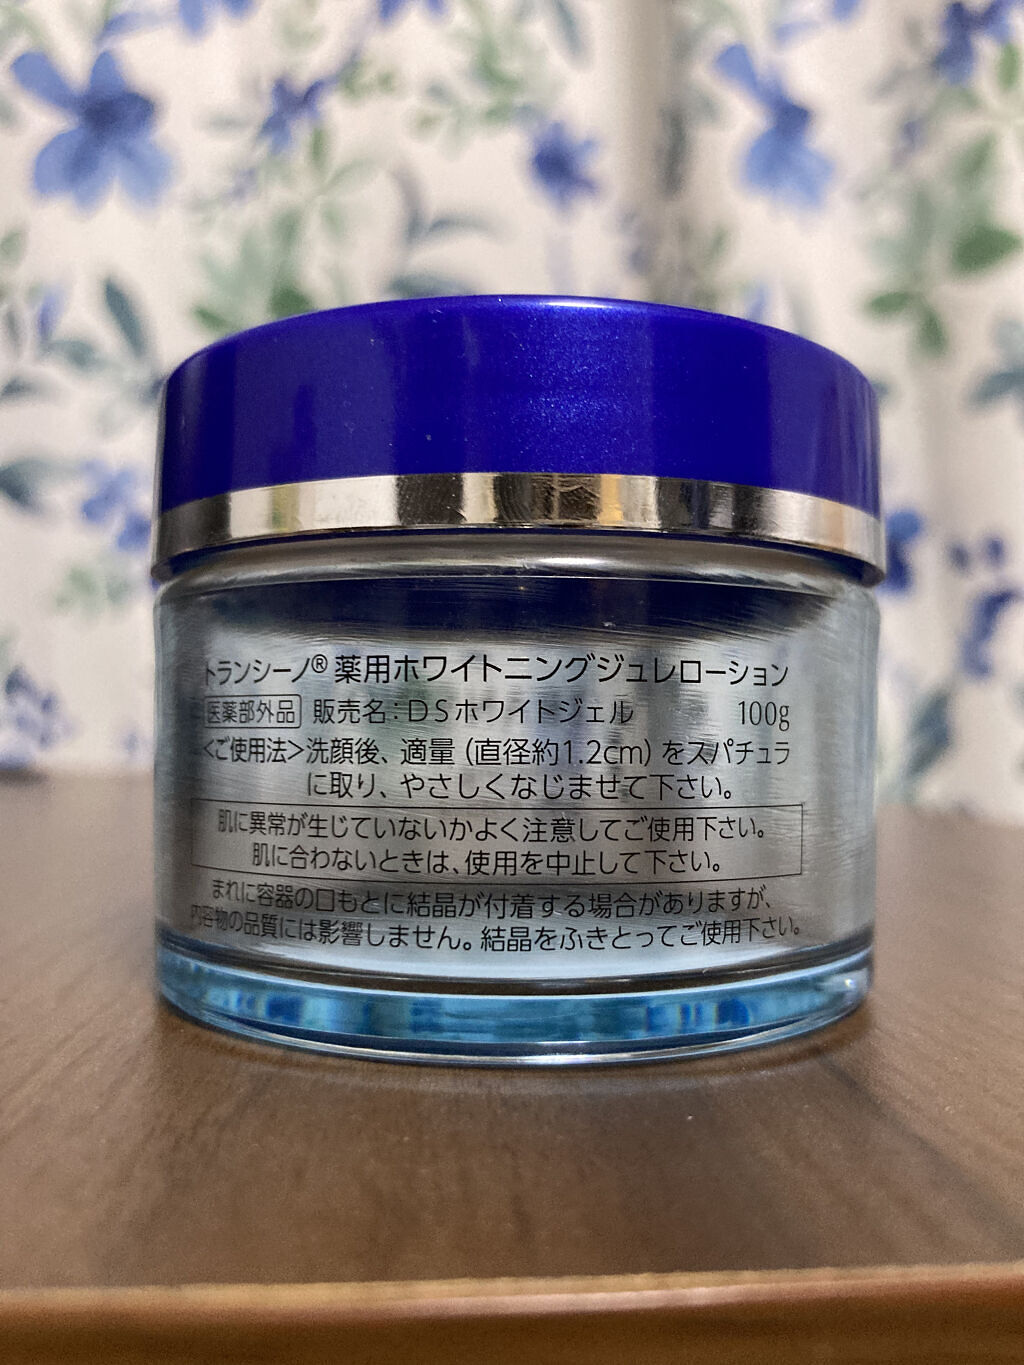 トランシーノ® 薬用ホワイトニングジュレローション
医薬部外品 販売名：DSホワイトジェル 100g
<ご使用法>洗顔後、適量（直径約1.2cm）をスパチュラ
に取り、やさしくなじませて下さい。
肌に異常が生じていないかよく注意してご使用下さい。
肌に合わないときは、使用を中止して下さい。
まれに容器の口もとに結晶が付着する場合がありますが、
内容物の品質には影響しません。結晶をふきとってご使用下さい。